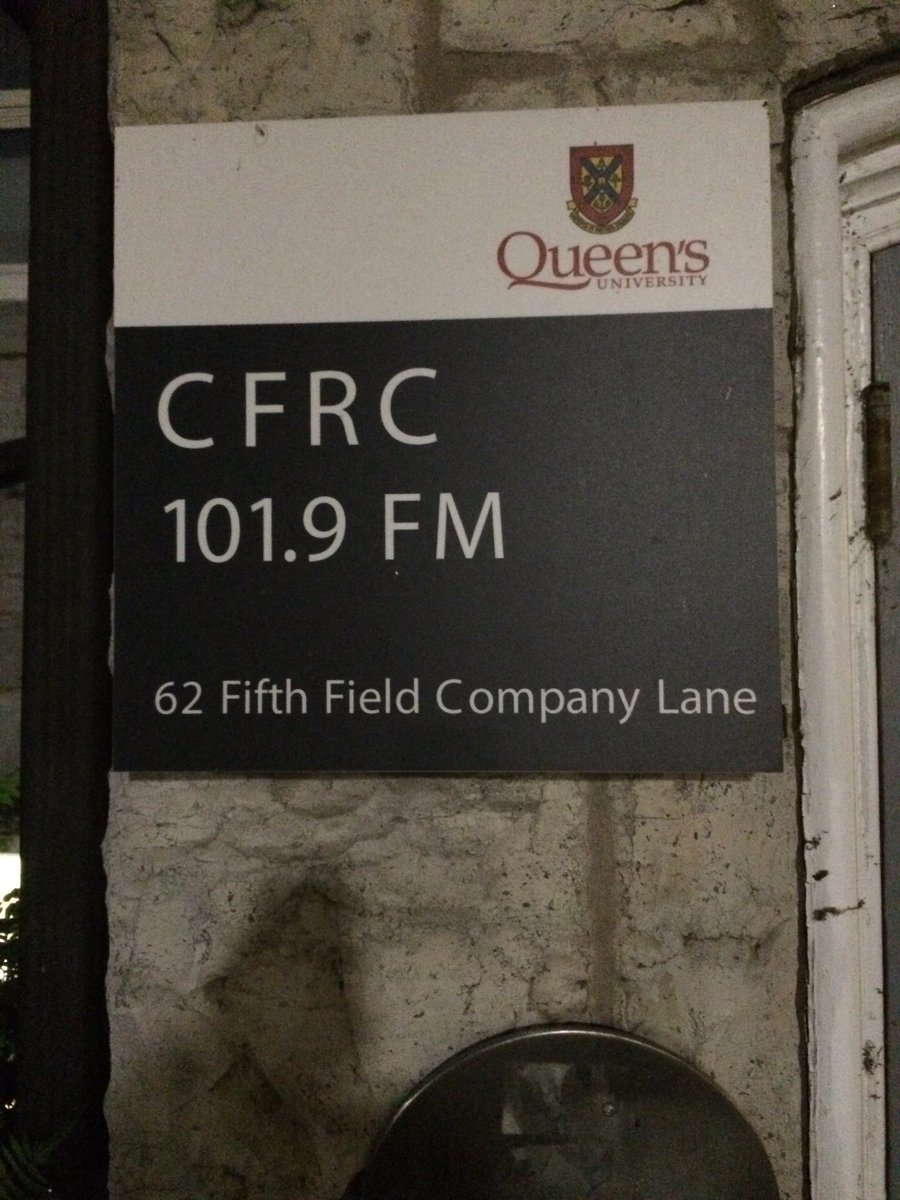 Queen's
UNIVERSITY
CFRC
101.9 FM
62 Fifth Field Company Lane